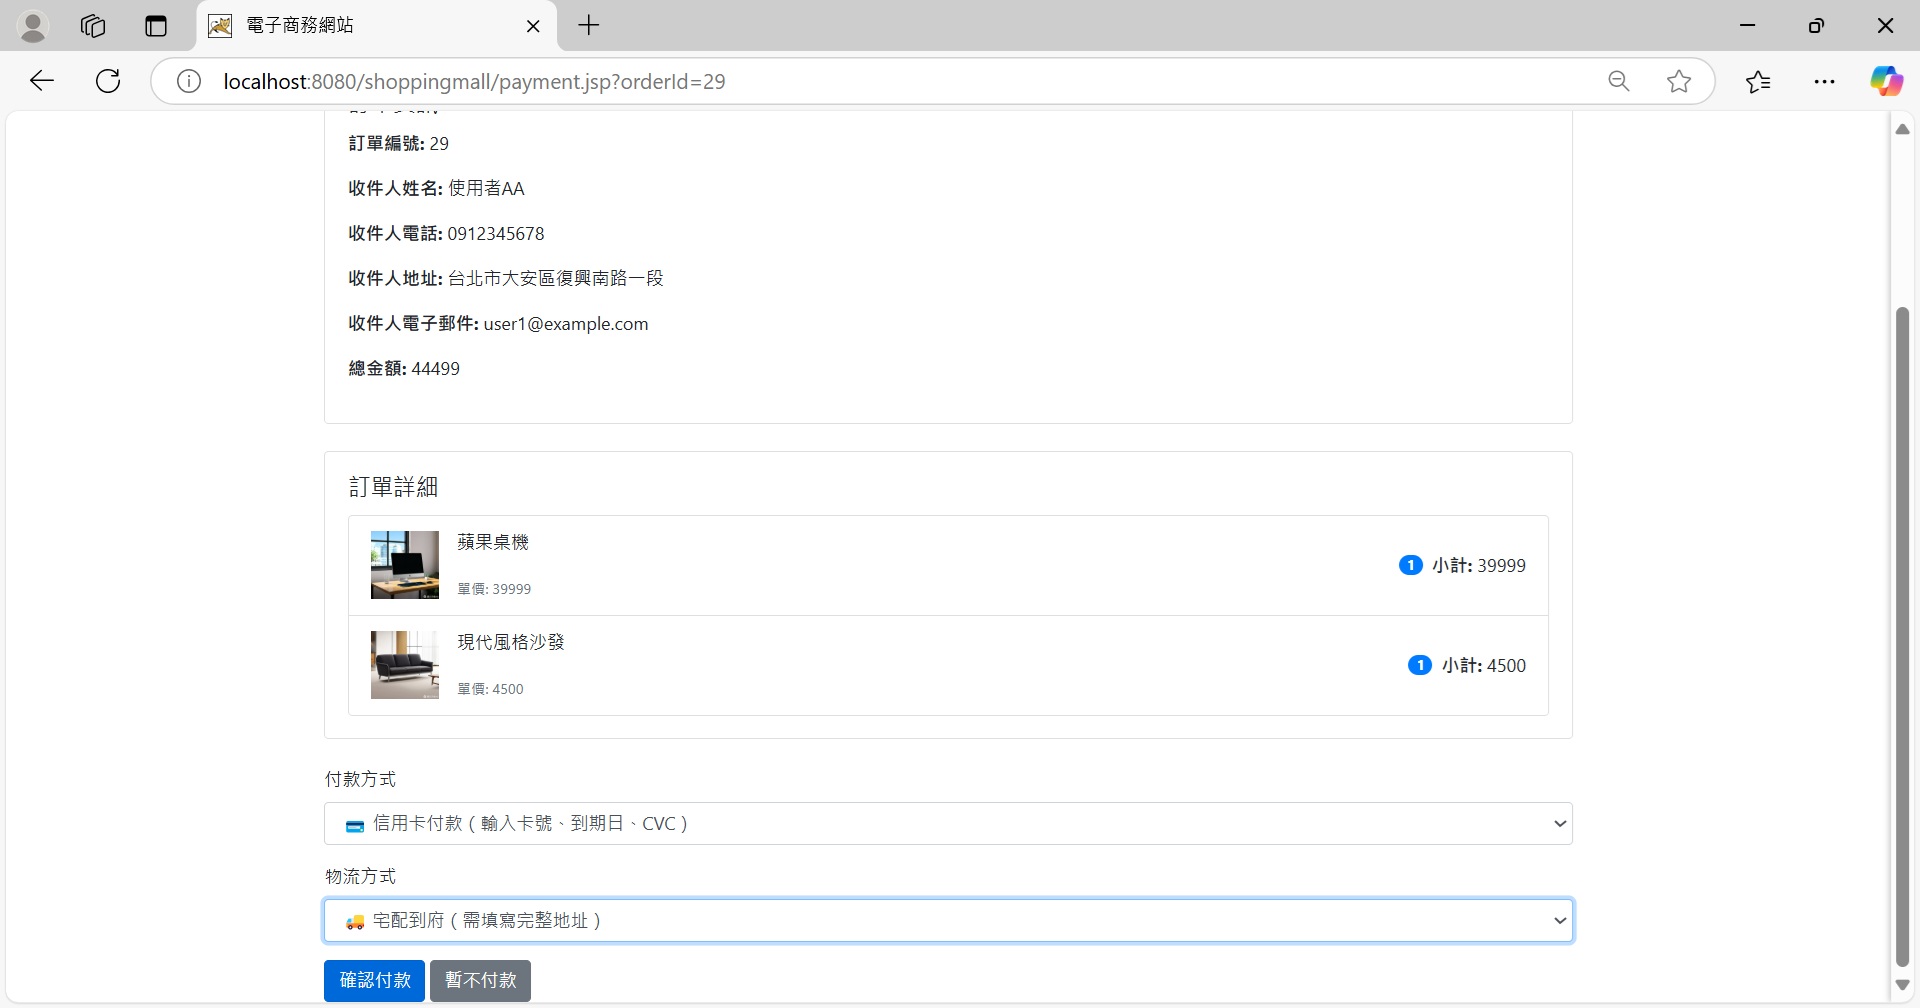 電子商務網站
localhost:8080/shoppingmall/payment.jsp?orderId=29
訂單編號: 29
收件人姓名: 使用者AA
收件人電話: 0912345678
收件人地址: 台北市大安區復興南路一段
收件人電子郵件: user1@example.com
總金額: 44499
訂單詳細
蘋果桌機
單價: 39999
1 小計: 39999
現代風格沙發
單價: 4500
1 小計: 4500
付款方式
信用卡付款（輸入卡號、到期日、CVC）
物流方式
宅配到府（需填寫完整地址）
確認付款 暫不付款